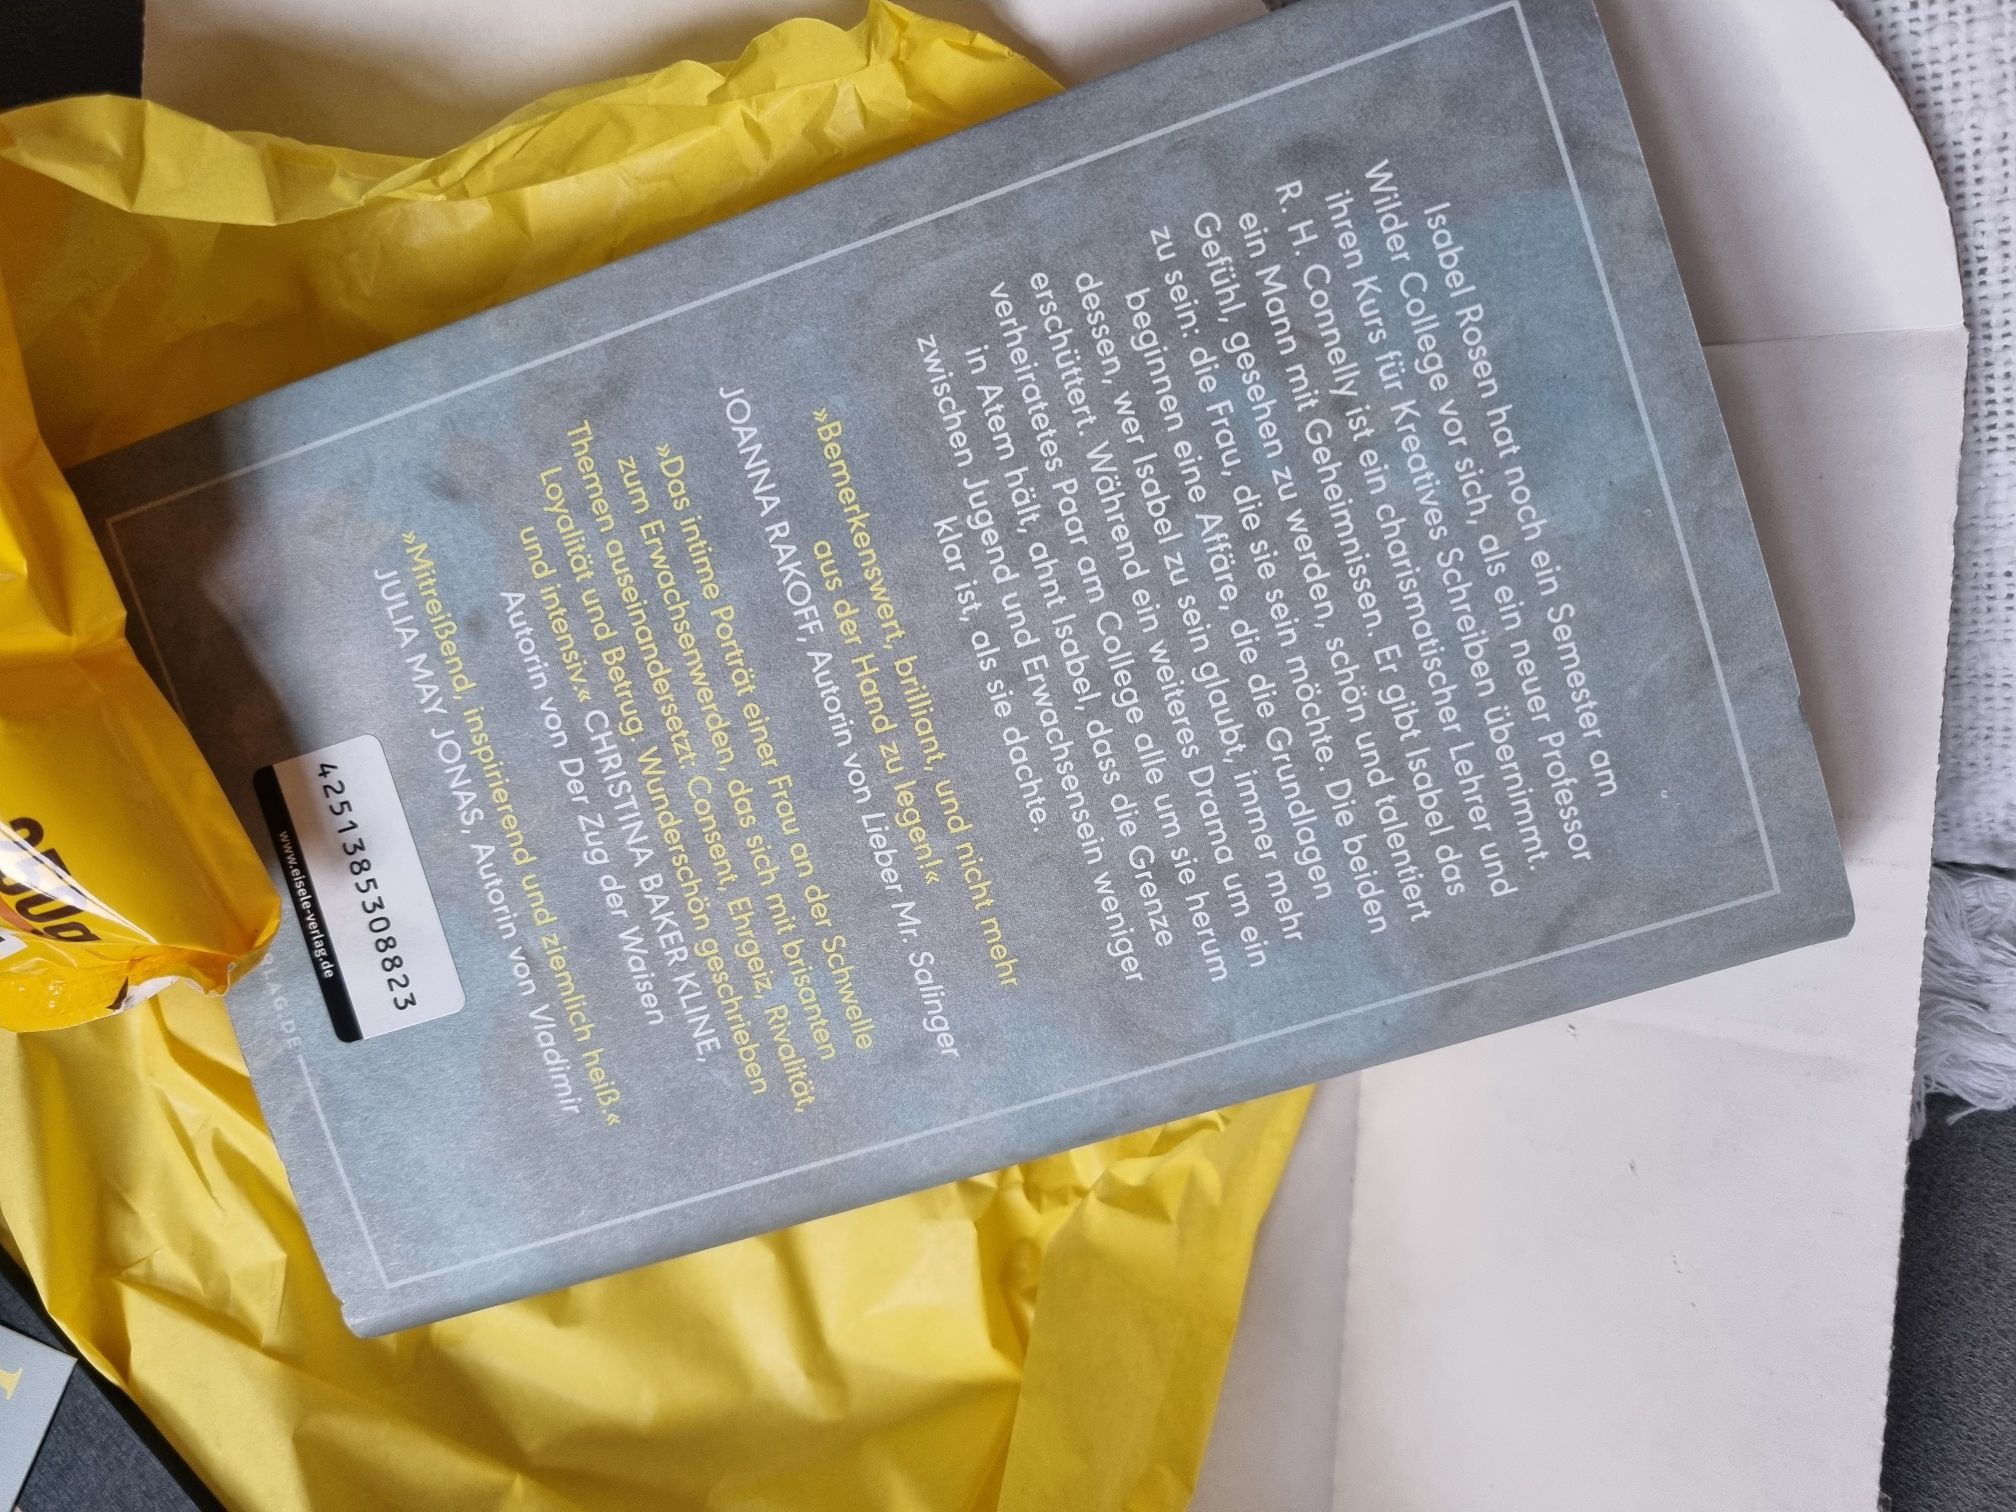 Isabel Rosen hat noch ein Semester am
Wilder College vor sich, als ein neuer Professor
ihren Kurs für Kreatives Schreiben übernimmt.
R. H. Connelly ist ein charismatischer Lehrer und
ein Mann mit Geheimnissen. Er gibt Isabel das
Gefühl, gesehen zu werden, schön und talentiert
zu sein: die Frau, die sie sein möchte. Die beiden
beginnen eine Affäre, die die Grundlagen
dessen, wer Isabel zu sein glaubt, immer mehr
erschüttert. Während ein weiteres Drama um ein
verheiratetes Paar am College alle um sie herum
in Atem hält, ahnt Isabel, dass die Grenze
zwischen Jugend und Erwachsensein weniger
klar ist, als sie dachte.
»Bemerkenswert, brilliant, und nicht mehr
aus der Hand zu legen!«
JOANNA RAKOFF, Autorin von Lieber Mr. Salinger
»Das intime Porträt einer Frau an der Schwelle
zum Erwachsenwerden, das sich mit brisanten
Themen auseinandersetzt: Consent, Ehrgeiz, Rivalität,
Loyalität und Betrug. Wunderschön geschrieben
und intensiv.« CHRISTINA BAKER KLINE,
Autorin von Der Zug der Waisen
»Mitreißend, inspirierend und ziemlich heiß.«
JULIA MAY JONAS, Autorin von Vladimir
4251385308823
www.eisele-verlag.de
LAG.DE